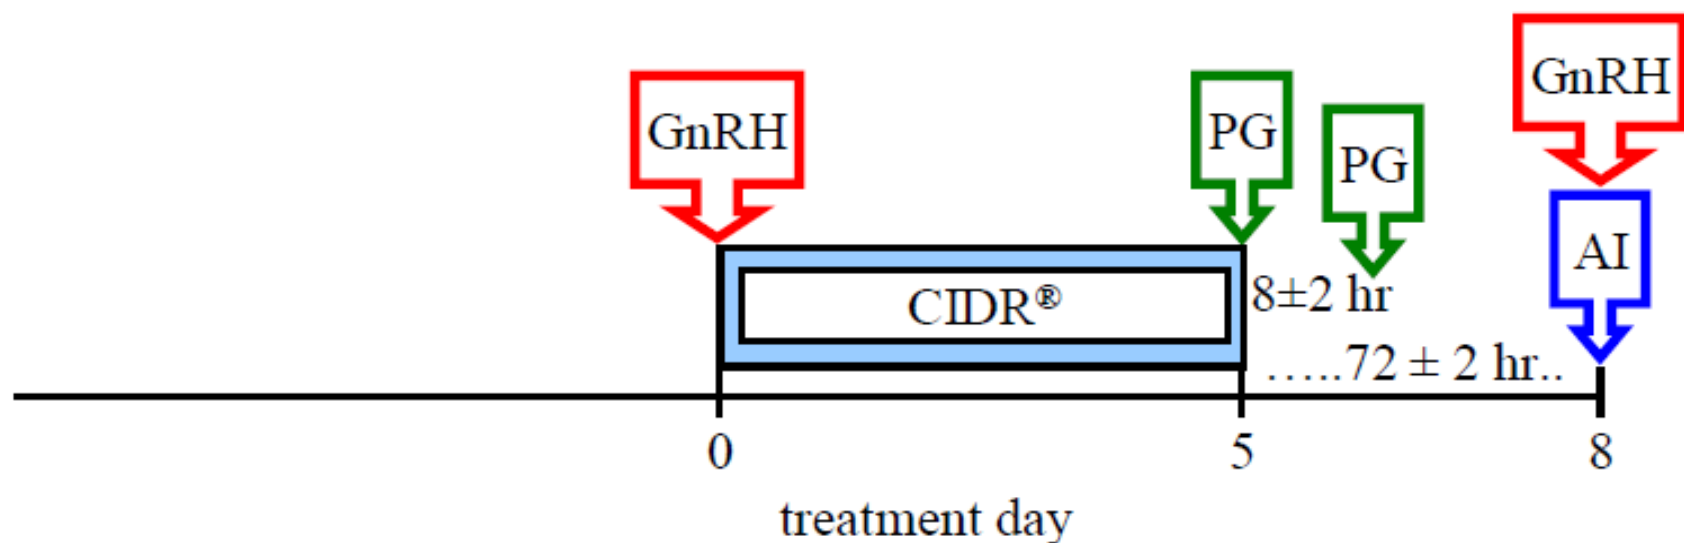 GnRH
PG
PG
GnRH
AI
CIDR®
8±2 hr
.....72 ± 2 hr..
0
5
8
treatment day